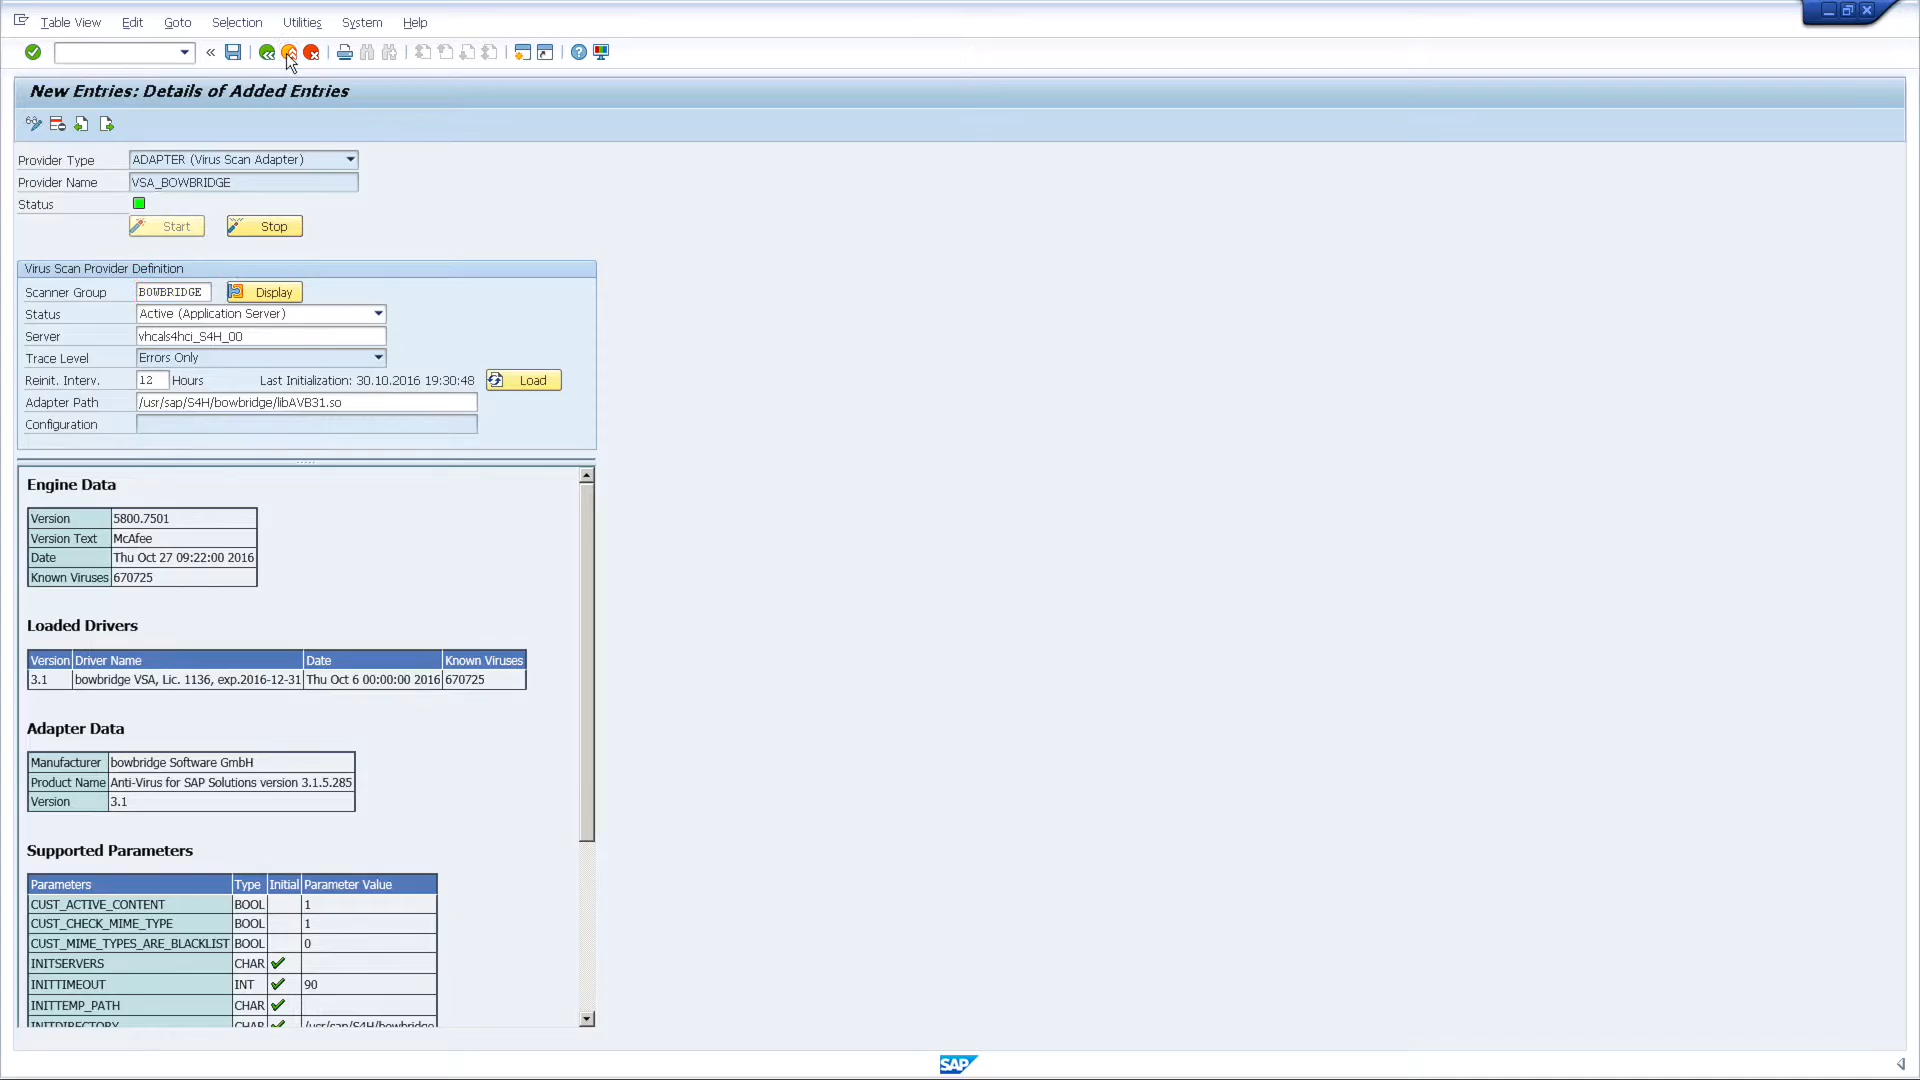 Table View Edit Goto Selection Utilities System Help
New Entries: Details of Added Entries
Provider Type ADAPTER (Virus Scan Adapter)
Provider Name VSA_BOWBRIDGE
Status
Start Stop
Virus Scan Provider Definition
Scanner Group BOWBRIDGE Display
Status Active (Application Server)
Server vhcals4hci_S4H_00
Trace Level Errors Only
Reinit. Interv. 12 Hours Last Initialization: 30.10.2016 19:30:48 Load
Adapter Path /usr/sap/S4H/bowbridge/libAVB31.so
Configuration
Engine Data
Version 5800.7501
Version Text McAfee
Date Thu Oct 27 09:22:00 2016
Known Viruses 670725
Loaded Drivers
Version Driver Name Date Known Viruses
3.1 bowbridge VSA, Lic. 1136, exp.2016-12-31 Thu Oct 6 00:00:00 2016 670725
Adapter Data
Manufacturer bowbridge Software GmbH
Product Name Anti-Virus for SAP Solutions version 3.1.5.285
Version 3.1
Supported Parameters
Parameters Type Initial Parameter Value
CUST_ACTIVE_CONTENT BOOL 1
CUST_CHECK_MIME_TYPE BOOL 1
CUST_MIME_TYPES_ARE_BLACKLIST BOOL 0
INITSERVERS CHAR
INITTIMEOUT INT 90
INITTEMP_PATH CHAR
INITDIRECTORY CHAR /usr/sap/S4H/bowbridge
SAP